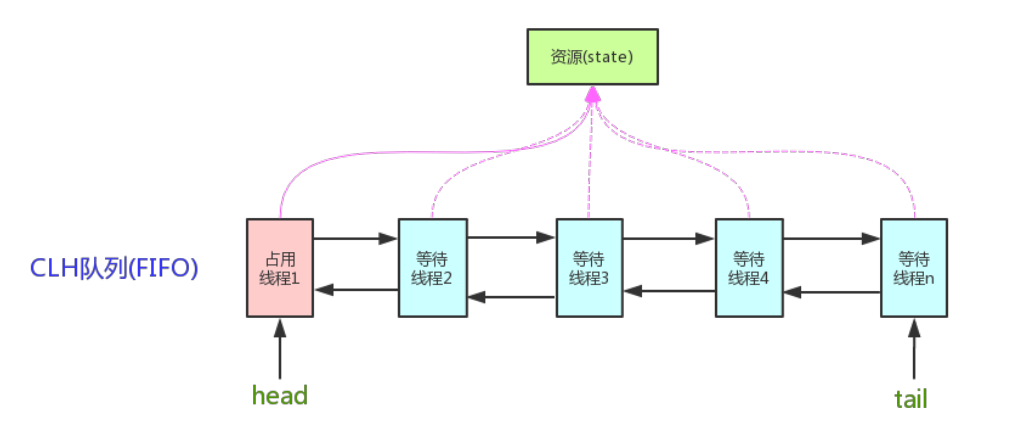 资源(state)
CLH队列(FIFO)
占用
线程1
等待
线程2
等待
线程3
等待
线程4
等待
线程n
head
tail